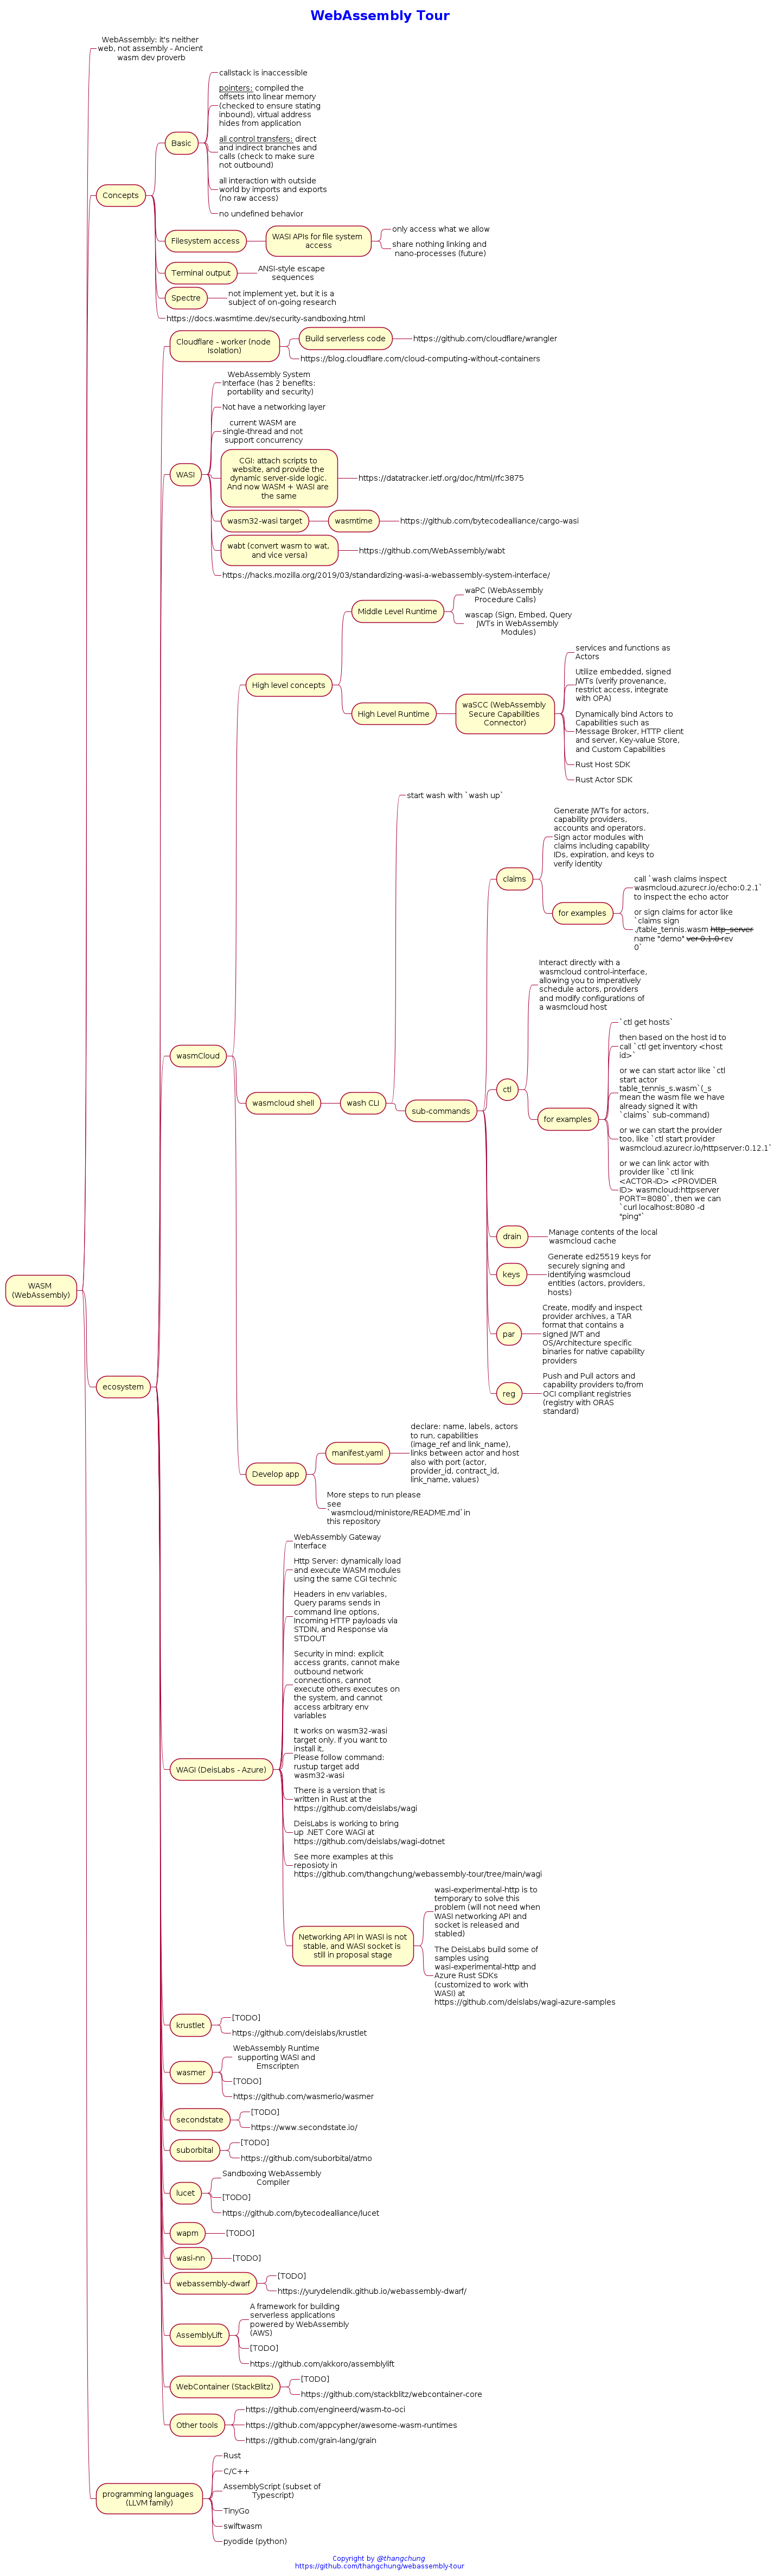 WebAssembly Tour
WebAssembly: it's neither
web, not assembly - Ancient
wasm dev proverb
Concepts
Basic
callstack is inaccessible
pointers: compiled the
offsets into linear memory
(checked to ensure stating
inbound), virtual address
hides from application
all control transfers: direct
and indirect branches and
calls (check to make sure
not outbound)
all interaction with outside
world by imports and exports
(no raw access)
no undefined behavior
Filesystem access
WASI APIs for file system
access
only access what we allow
share nothing linking and
nano-processes (future)
Terminal output
ANSI-style escape
sequences
Spectre
not implement yet, but it is a
subject of on-going research
https://docs.wasmtime.dev/security-sandboxing.html
WASM
(WebAssembly)
ecosystem
Cloudflare - worker (node
Isolation)
Build serverless code
https://github.com/cloudflare/wrangler
https://blog.cloudflare.com/cloud-computing-without-containers
WASI
WebAssembly System
Interface (has 2 benefits:
portability and security)
Not have a networking layer
current WASM are
single-thread and not
support concurrency
CGI: attach scripts to
website, and provide the
dynamic server-side logic.
And now WASM + WASI are
the same
https://datatracker.ietf.org/doc/html/rfc3875
wasm32-wasi target
wasmtime
https://github.com/bytecodealliance/cargo-wasi
wabt (convert wasm to wat,
and vice versa)
https://github.com/WebAssembly/wabt
https://hacks.mozilla.org/2019/03/standardizing-wasi-a-webassembly-system-interface/
wasmCloud
High level concepts
Middle Level Runtime
waPC (WebAssembly
Procedure Calls)
wascap (Sign, Embed, Query
JWTs in WebAssembly
Modules)
High Level Runtime
waSCC (WebAssembly
Secure Capabilities
Connector)
services and functions as
Actors
Utilize embedded, signed
JWTs (verify provenance,
restrict access, integrate
with OPA)
Dynamically bind Actors to
Capabilities such as
Message Broker, HTTP client
and server, Key-value Store,
and Custom Capabilities
Rust Host SDK
Rust Actor SDK
wasmcloud shell
wash CLI
start wash with `wash up`
sub-commands
claims
Generate JWTs for actors,
capability providers,
accounts and operators.
Sign actor modules with
claims including capability
IDs, expiration, and keys to
verify identity
for examples
call `wash claims inspect
wasmcloud.azurecr.io/echo:0.2.1`
to inspect the echo actor
or sign claims for actor like
`claims sign
./table_tennis.wasm http_server
name "demo" ver 0.1.0 rev
0`
ctl
Interact directly with a
wasmcloud control-interface,
allowing you to imperatively
schedule actors, providers
and modify configurations of
a wasmcloud host
for examples
`ctl get hosts`
then based on the host id to
call `ctl get inventory <host
id>`
or we can start actor like `ctl
start actor
table_tennis_s.wasm`(_s
mean the wasm file we have
already signed it with
`claims` sub-command)
or we can start the provider
too, like `ctl start provider
wasmcloud.azurecr.io/httpserver:0.12.1`
or we can link actor with
provider like `ctl link
<ACTOR-ID> <PROVIDER
ID> wasmcloud:httpserver
PORT=8080`, then we can
`curl localhost:8080 -d
"ping"`
drain
Manage contents of the local
wasmcloud cache
keys
Generate ed25519 keys for
securely signing and
identifying wasmcloud
entities (actors, providers,
hosts)
par
Create, modify and inspect
provider archives, a TAR
format that contains a
signed JWT and
OS/Architecture specific
binaries for native capability
providers
reg
Push and Pull actors and
capability providers to/from
OCI compliant registries
(registry with ORAS
standard)
Develop app
manifest.yaml
declare: name, labels, actors
to run, capabilities
(image_ref and link_name),
links between actor and host
also with port (actor,
provider_id, contract_id,
link_name, values)
More steps to run please
see
`wasmcloud/ministore/README.md`in
this repository
WAGI (DeisLabs - Azure)
WebAssembly Gateway
Interface
Http Server: dynamically load
and execute WASM modules
using the same CGI technic
Headers in env variables,
Query params sends in
command line options,
Incoming HTTP payloads via
STDIN, and Response via
STDOUT
Security in mind: explicit
access grants, cannot make
outbound network
connections, cannot
execute others executes on
the system, and cannot
access arbitrary env
variables
It works on wasm32-wasi
target only. If you want to
install it,
Please follow command:
rustup target add
wasm32-wasi
There is a version that is
written in Rust at the
https://github.com/deislabs/wagi
DeisLabs is working to bring
up .NET Core WAGI at
https://github.com/deislabs/wagi-dotnet
See more examples at this
reposioty in
https://github.com/thangchung/webassembly-tour/tree/main/wagi
Networking API in WASI is not
stable, and WASI socket is
still in proposal stage
wasi-experimental-http is to
temporary to solve this
problem (will not need when
WASI networking API and
socket is released and
stabled)
The DeisLabs build some of
samples using
wasi-experimental-http and
Azure Rust SDKs
(customized to work with
WASI) at
https://github.com/deislabs/wagi-azure-samples
krustlet
[TODO]
https://github.com/deislabs/krustlet
wasmer
WebAssembly Runtime
supporting WASI and
Emscripten
[TODO]
https://github.com/wasmerio/wasmer
secondstate
[TODO]
https://www.secondstate.io/
suborbital
[TODO]
https://github.com/suborbital/atmo
lucet
Sandboxing WebAssembly
Compiler
[TODO]
https://github.com/bytecodealliance/lucet
wapm
[TODO]
wasi-nn
[TODO]
webassembly-dwarf
[TODO]
https://yurydelendik.github.io/webassembly-dwarf/
AssemblyLift
A framework for building
serverless applications
powered by WebAssembly
(AWS)
[TODO]
https://github.com/akkoro/assemblylift
WebContainer (StackBlitz)
[TODO]
https://github.com/stackblitz/webcontainer-core
Other tools
https://github.com/engineerd/wasm-to-oci
https://github.com/appcypher/awesome-wasm-runtimes
https://github.com/grain-lang/grain
programming languages
(LLVM family)
Rust
C/C++
AssemblyScript (subset of
Typescript)
TinyGo
swiftwasm
pyodide (python)
Copyright by @thangchung
https://github.com/thangchung/webassembly-tour